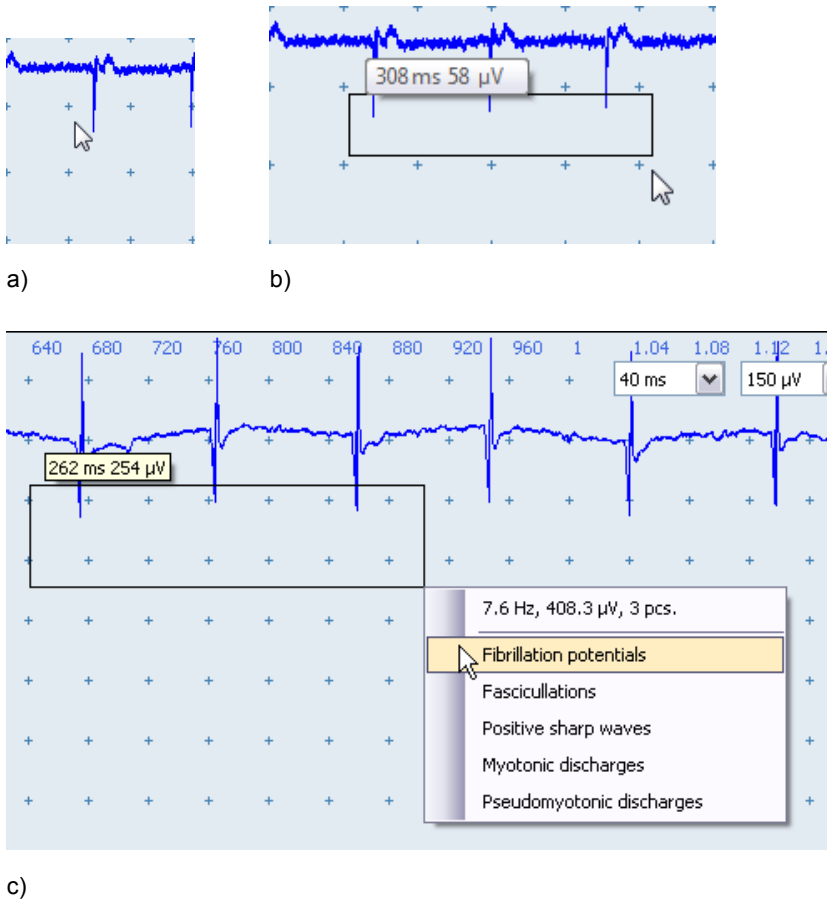 308 ms 58 µV
a)
b)
640 680 720 760 800 840 880 920 960 1 1.04 1.08 1.12 1.
40 ms
150 µV
262 ms 254 µV
7.6 Hz, 408.3 µV, 3 pcs.
Fibrillation potentials
Fascicullations
Positive sharp waves
Myotonic discharges
Pseudomyotonic discharges
c)